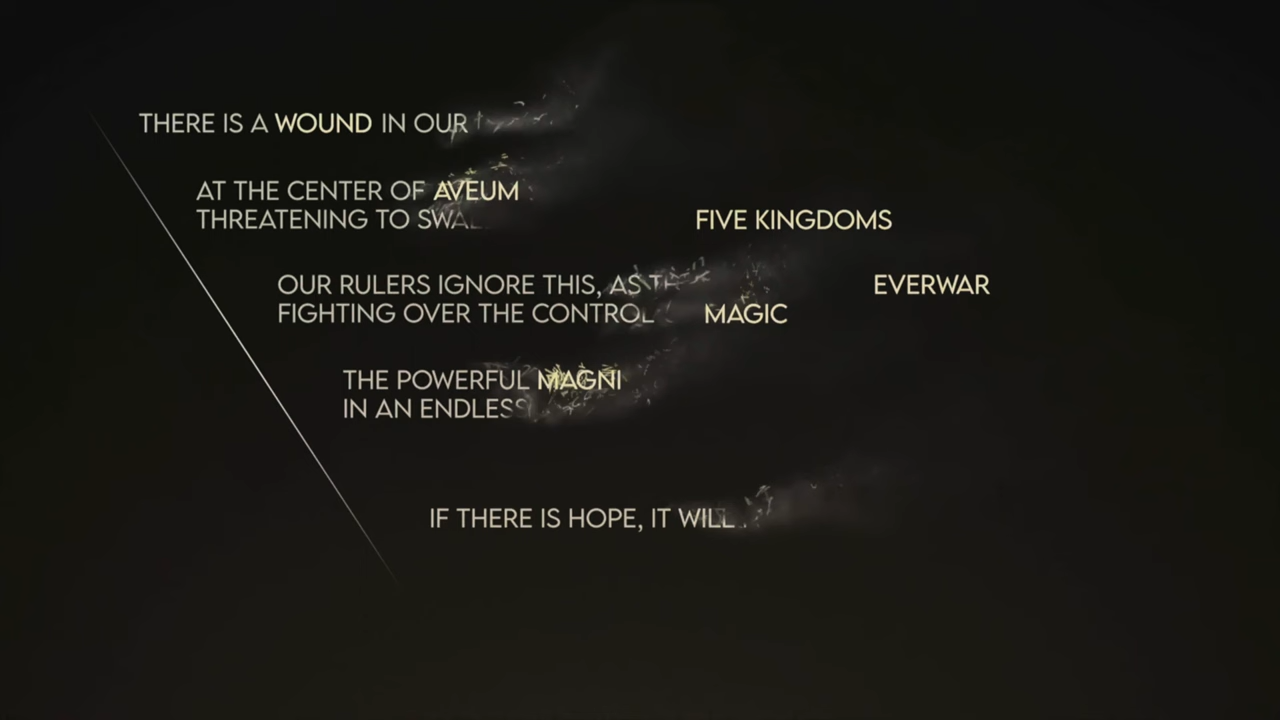 THERE IS A WOUND IN OUR
AT THE CENTER OF AVEUM
THREATENING TO FIVE KINGDOMS
OUR RULERS IGNORE THIS, AS EVERWAR
FIGHTING OVER THE CONTROL MAGIC
THE POWERFUL MAGNI
IN AN ENDLESS
IF THERE IS HOPE, IT WILL